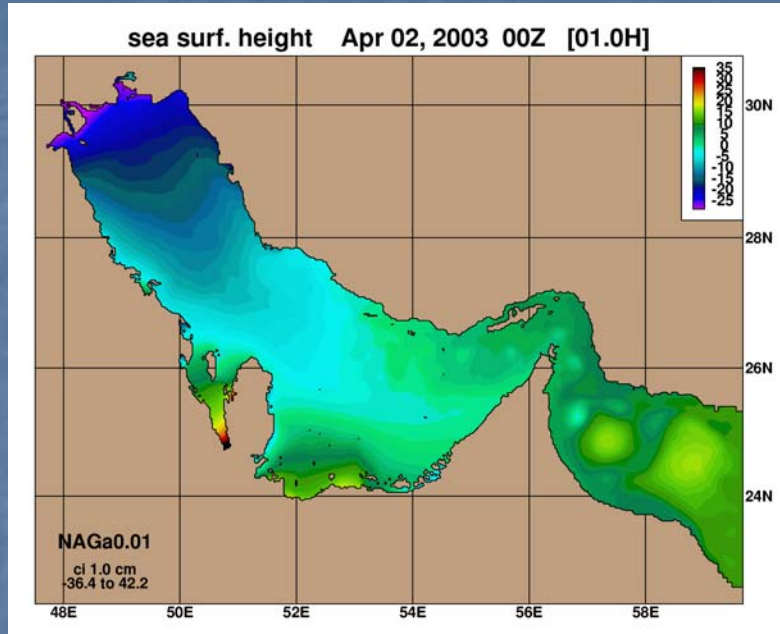 sea surf. height Apr 02, 2003 00Z [01.0H]
35
30
25
20
15
10
5
0
-5
-10
-15
-20
-25
30N
28N
26N
24N
NAGa0.01
ci 1.0 cm
-36.4 to 42.2
48E 50E 52E 54E 56E 58E